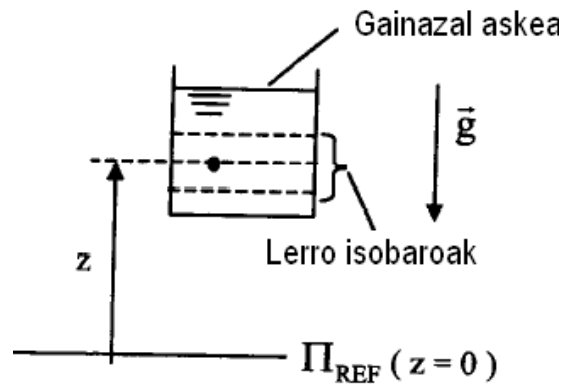 Gainazal askea
g⃗
Lerro isobaroak
z
Π_REF ( z = 0 )